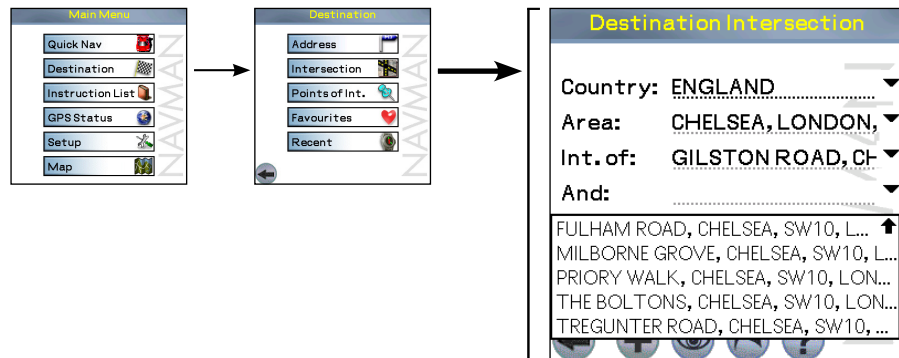 Main Menu
Quick Nav
Destination
Instruction List
GPS Status
Setup
Map
NAVMAN
Destination
Address
Intersection
Points of Int.
Favourites
Recent
NAVMAN
Destination Intersection
Country: ENGLAND
Area: CHELSEA, LONDON,
Int. of: GILSTON ROAD, CH
And:
FULHAM ROAD, CHELSEA, SW10, L...
MILBORNE GROVE, CHELSEA, SW10, L...
PRIORY WALK, CHELSEA, SW10, LON...
THE BOLTONS, CHELSEA, SW10, LON...
TREGUNTER ROAD, CHELSEA, SW10, ...